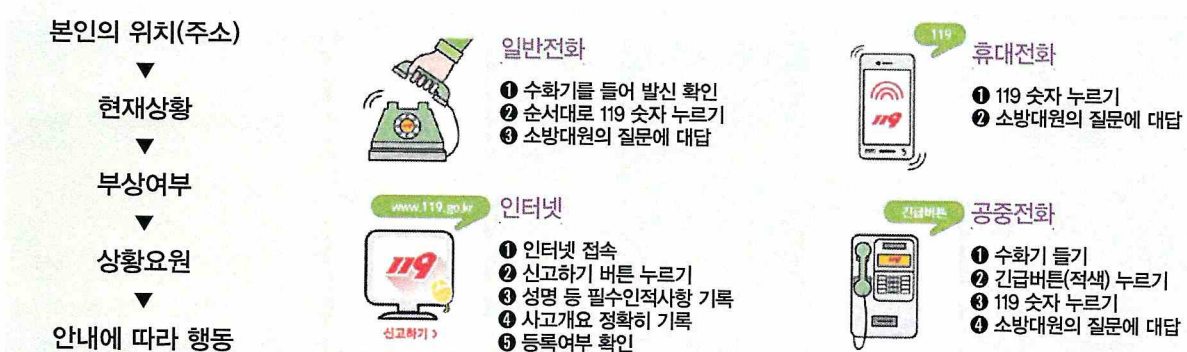 본인의 위치(주소)
▼
현재상황
▼
부상여부
▼
상황요원
▼
안내에 따라 행동
일반전화
❶ 수화기를 들어 발신 확인
❷ 순서대로 119 숫자 누르기
❸ 소방대원의 질문에 대답
119
119
휴대전화
❶ 119 숫자 누르기
❷ 소방대원의 질문에 대답
www.119.go.kr
119
신고하기 >
인터넷
❶ 인터넷 접속
❷ 신고하기 버튼 누르기
❸ 성명 등 필수인적사항 기록
❹ 사고개요 정확히 기록
❺ 등록여부 확인
긴급버튼
공중전화
❶ 수화기 들기
❷ 긴급버튼(적색) 누르기
❸ 119 숫자 누르기
❹ 소방대원의 질문에 대답